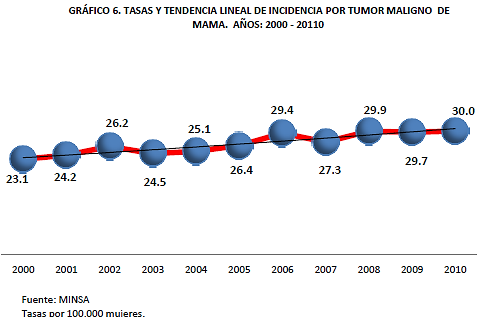 GRÁFICO 6. TASAS Y TENDENCIA LINEAL DE INCIDENCIA POR TUMOR MALIGNO DE
MAMA. AÑOS: 2000 - 20110
23.1
24.2
26.2
24.5
25.1
26.4
29.4
27.3
29.9
29.7
30.0
2000 2001 2002 2003 2004 2005 2006 2007 2008 2009 2010
Fuente: MINSA
Tasas por 100.000 mujeres.